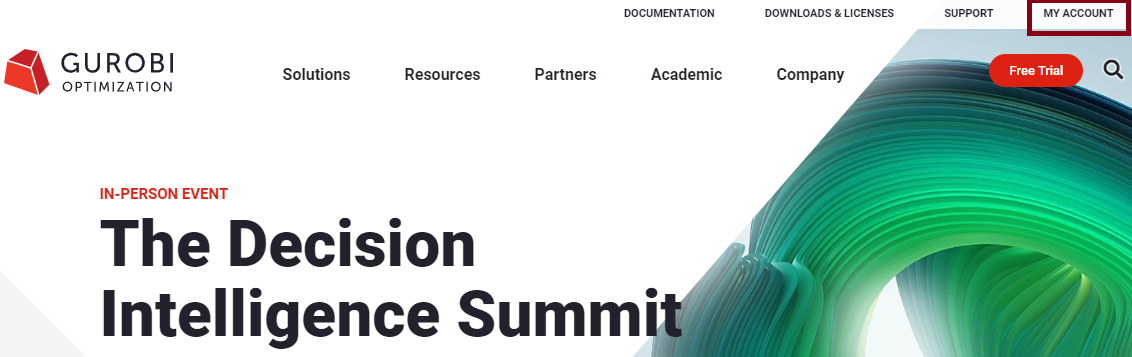 DOCUMENTATION DOWNLOADS & LICENSES SUPPORT MY ACCOUNT
GUROBI
OPTIMIZATION
Solutions Resources Partners Academic Company Free Trial
IN-PERSON EVENT
The Decision
Intelligence Summit